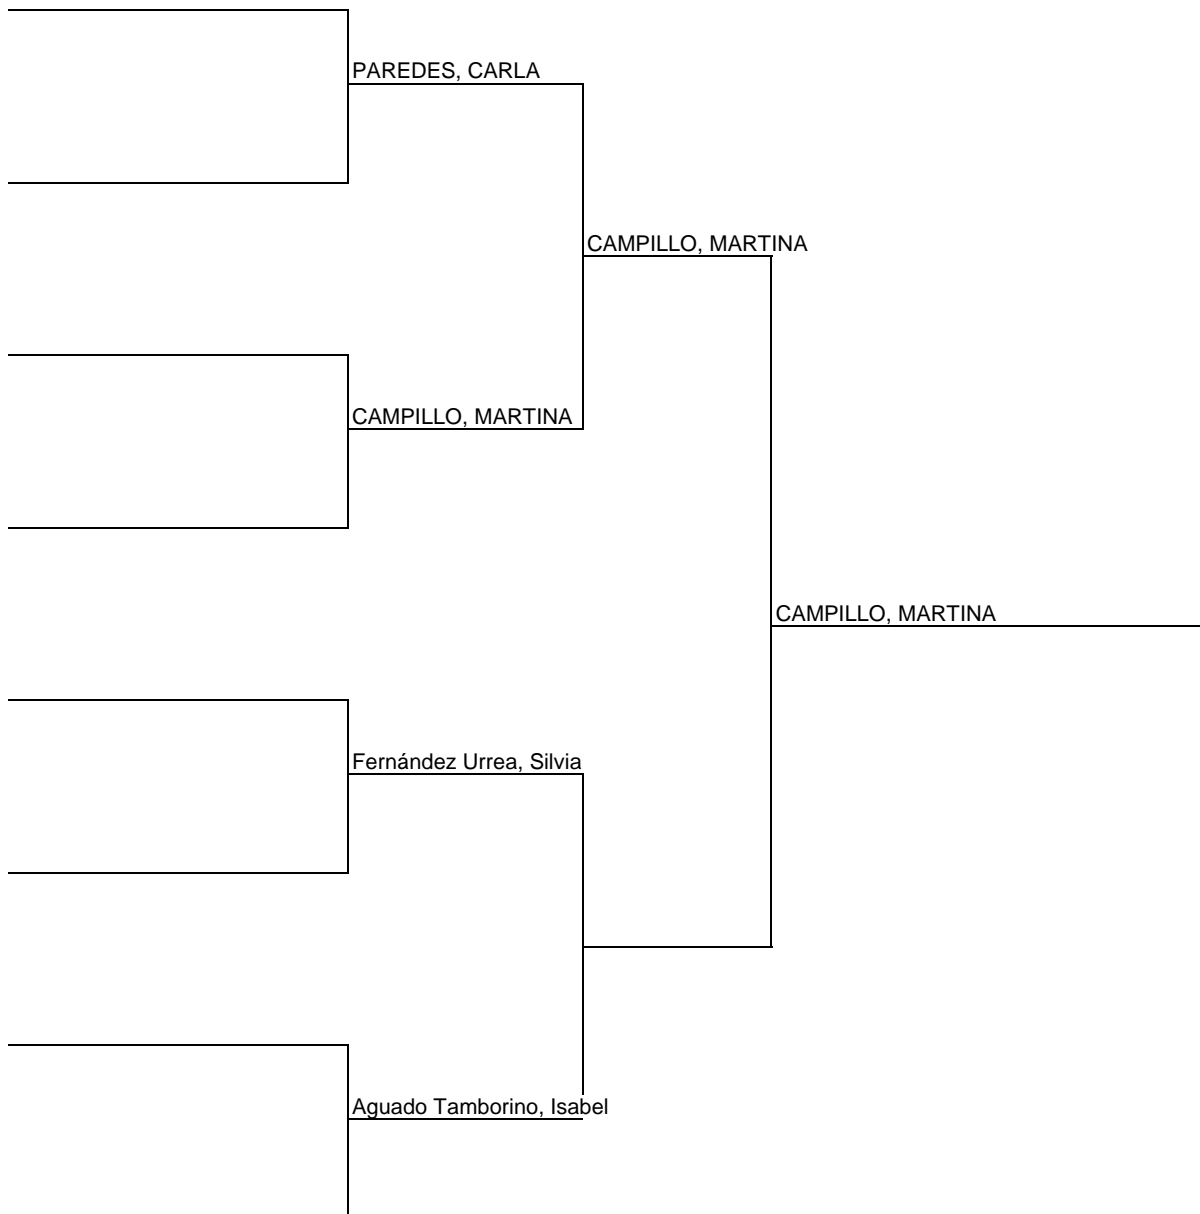 PAREDES, CARLA
CAMPILLO, MARTINA
CAMPILLO, MARTINA
CAMPILLO, MARTINA
Fernández Urrea, Silvia
Aguado Tamborino, Isabel